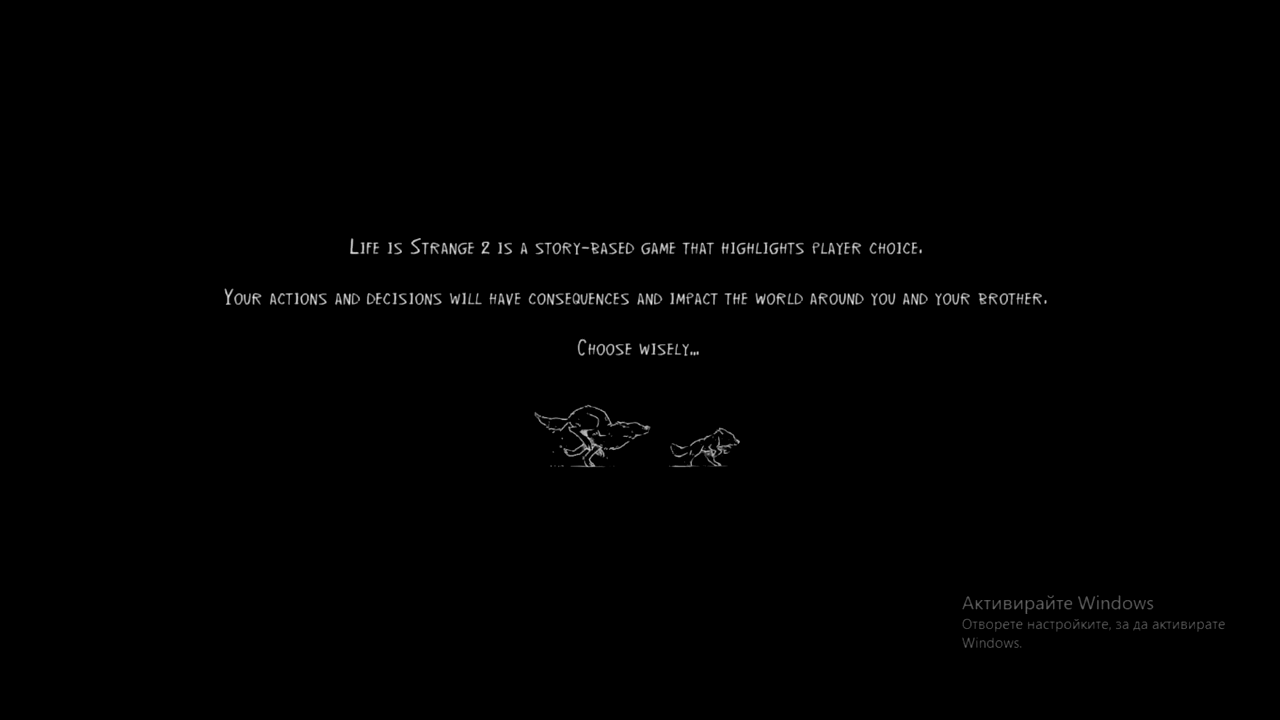 Life is Strange 2 is a story-based game that highlights player choice.
Your actions and decisions will have consequences and impact the world around you and your brother.
Choose wisely...
Активирайте Windows
Отворете настройките, за да активирате
Windows.